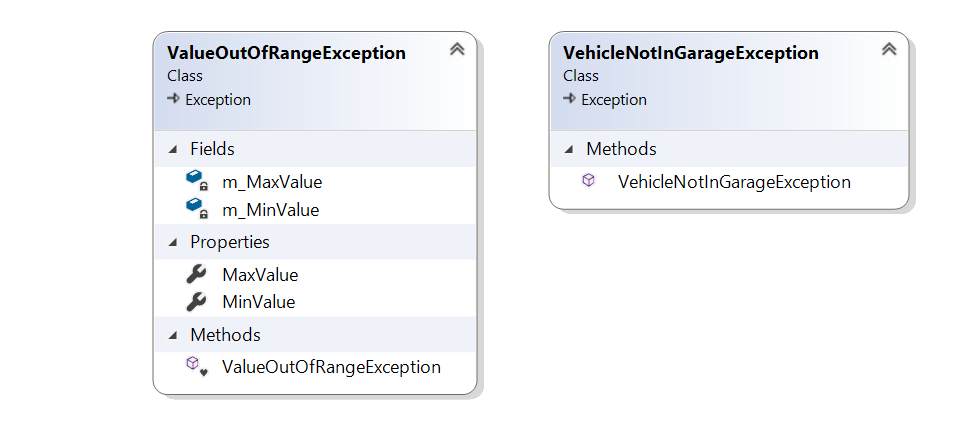 ValueOutOfRangeException
Class
Exception
Fields
m_MaxValue
m_MinValue
Properties
MaxValue
MinValue
Methods
ValueOutOfRangeException
VehicleNotInGarageException
Class
Exception
Methods
VehicleNotInGarageException